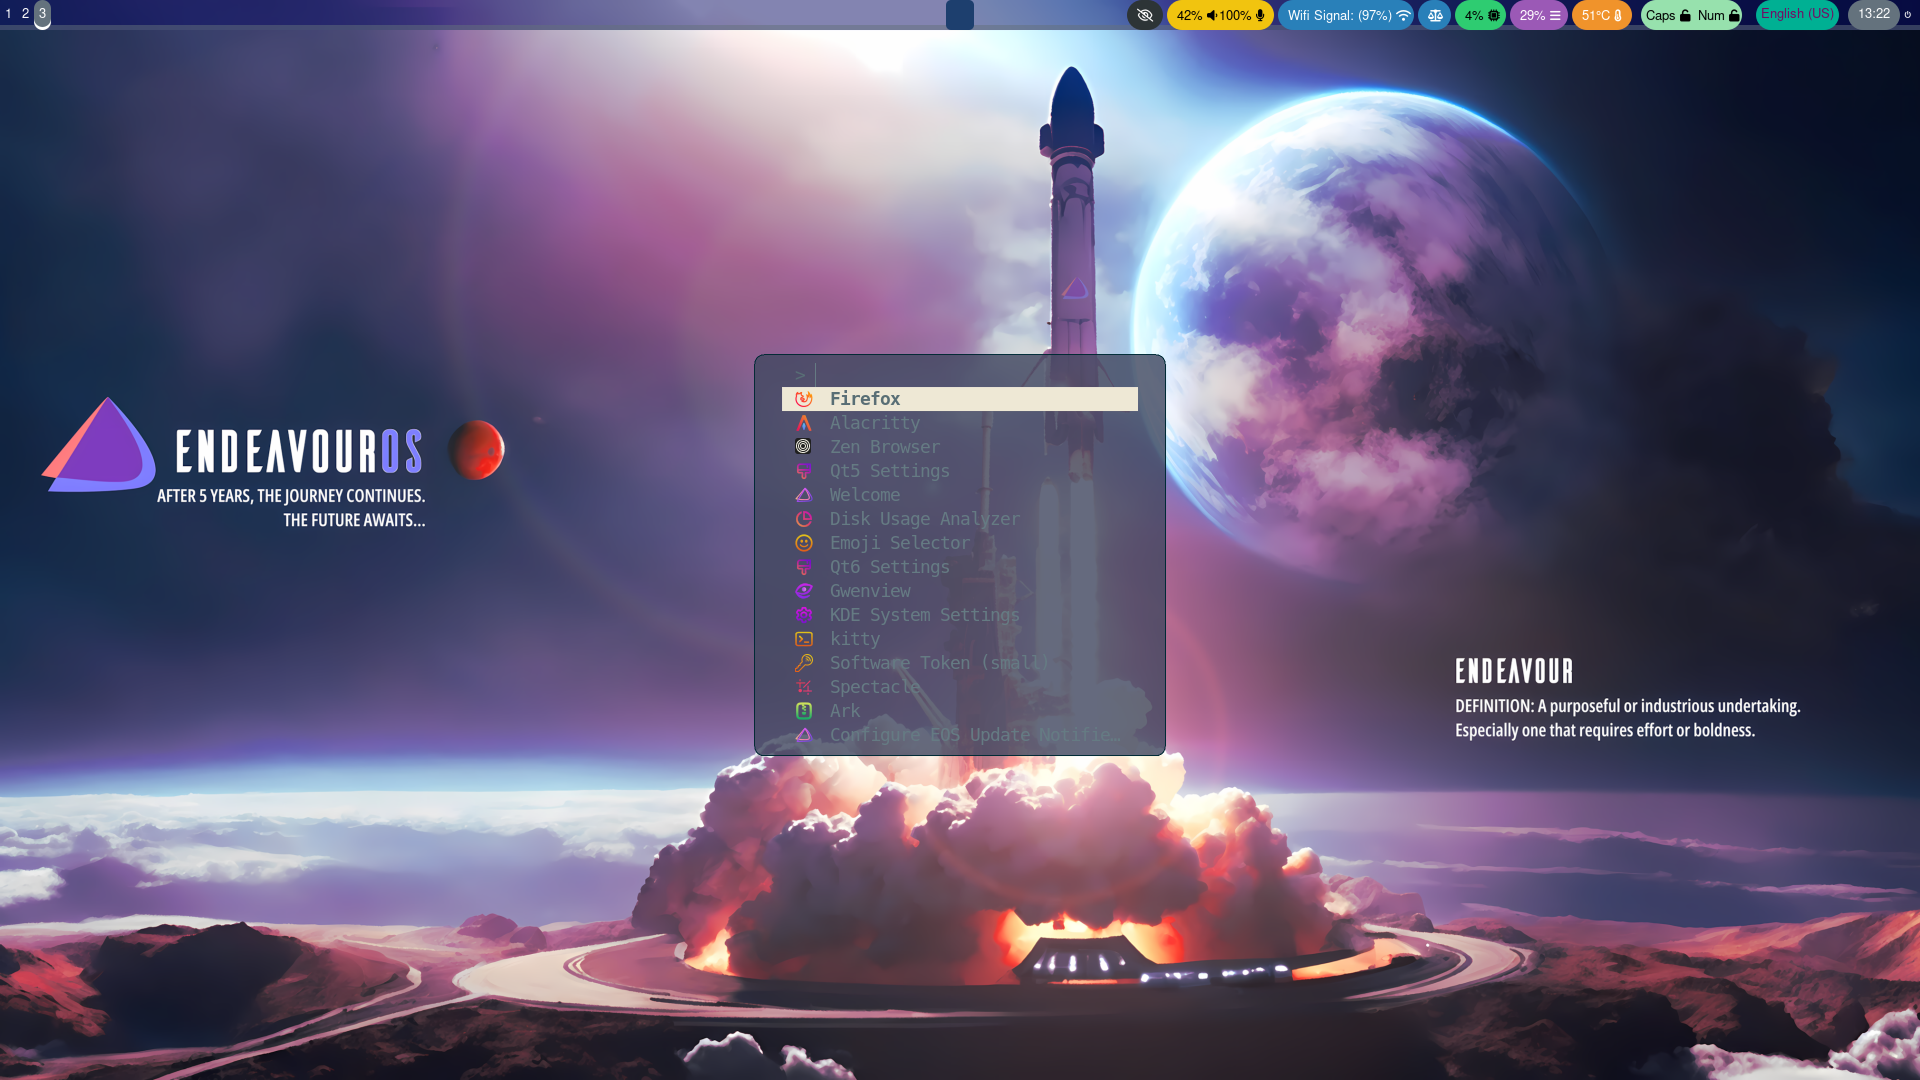 1 2 3
42% 100% Wifi Signal: (97%) 4% 29% 51°C Caps Num English (US) 13:22
>
Firefox
Alacritty
Zen Browser
Qt5 Settings
Welcome
Disk Usage Analyzer
Emoji Selector
Qt6 Settings
Gwenview
KDE System Settings
kitty
Software Token (small)
Spectacle
Ark
Configure EOS Update Notifie…
ENDEAVOUROS
AFTER 5 YEARS, THE JOURNEY CONTINUES.
THE FUTURE AWAITS...
ENDEAVOUR
DEFINITION: A purposeful or industrious undertaking.
Especially one that requires effort or boldness.